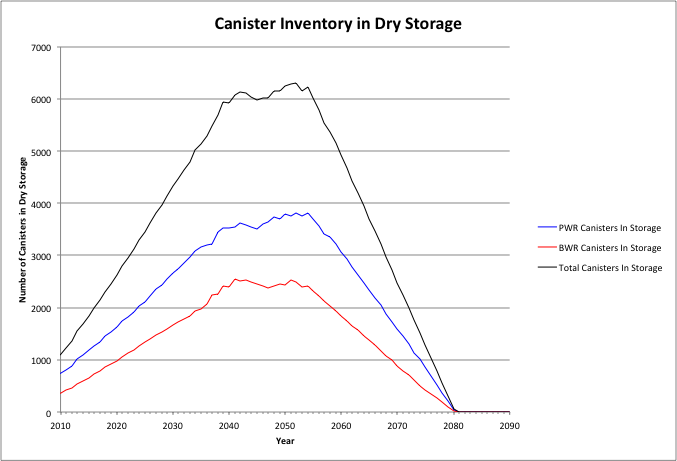 Canister Inventory in Dry Storage
7000
6000
5000
4000
3000
2000
1000
0
Number of Canisters in Dry Storage
2010 2020 2030 2040 2050 2060 2070 2080 2090
Year
PWR Canisters In Storage
BWR Canisters In Storage
Total Canisters In Storage